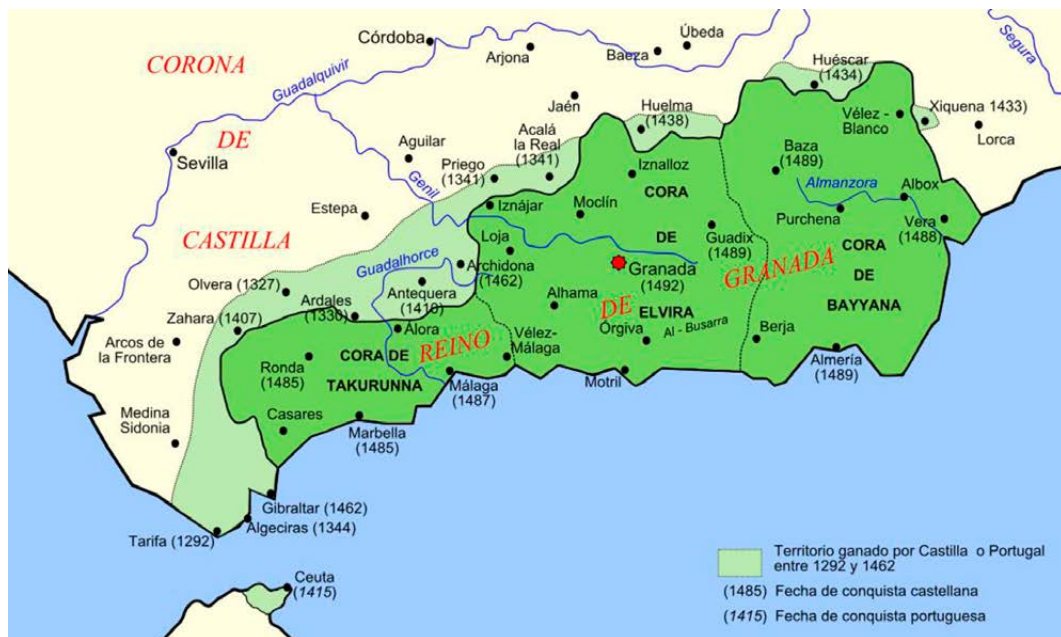 CORONA
DE
CASTILLA
REINO
DE
GRANADA
Guadalquivir
Segura
Genil
Guadalhorce
Almanzora
Córdoba
Arjona
Baeza
Úbeda
Jaén
Sevilla
Aguilar
Estepa
Priego
(1341)
Acalá
la Real
(1341)
Huelma
(1438)
Huéscar
(1434)
Xiquena 1433)
Lorca
Vélez -
Blanco
Baza
(1489)
Iznalloz
CORA
DE
ELVIRA
Iznájar
Moclín
Loja
Archidona
(1462)
Antequera
(1410)
Olvera (1327)
Ardales
(1330)
Zahara (1407)
Arcos de
la Frontera
Medina
Sidonia
Guadix
(1489)
Granada
(1492)
Alhama
Órgiva
Al - Busarra
Purchena
Albox
Vera
(1488)
CORA
DE
BAYYANA
Berja
Almería
(1489)
Motril
Vélez-
Málaga
Málaga
(1487)
Álora
CORA DE
TAKURUNNA
Ronda
(1485)
Casares
Marbella
(1485)
Gibraltar (1462)
Algeciras (1344)
Tarifa (1292)
Ceuta
(1415)
Territorio ganado por Castilla o Portugal
entre 1292 y 1462
(1485) Fecha de conquista castellana
(1415) Fecha de conquista portuguesa